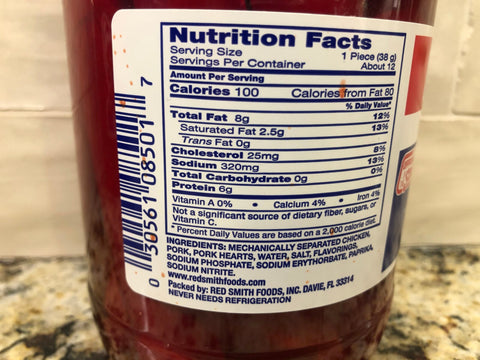 Nutrition Facts
Serving Size 1 Piece (38 g)
Servings Per Container About 12
Amount Per Serving
Calories 100 Calories from Fat 80
% Daily Value*
Total Fat 8g 12%
Saturated Fat 2.5g 13%
Trans Fat 0g
Cholesterol 25mg 8%
Sodium 320mg 13%
Total Carbohydrate 0g 0%
Protein 6g
Vitamin A 0% • Calcium 4% • Iron 4%
Not a significant source of dietary fiber, sugars, or
Vitamin C.
* Percent Daily Values are based on a 2,000 calorie diet.
INGREDIENTS: MECHANICALLY SEPARATED CHICKEN,
PORK, PORK HEARTS, WATER, SALT, FLAVORINGS,
SODIUM PHOSPHATE, SODIUM ERYTHORBATE, PAPRIKA,
SODIUM NITRITE.
www.redsmithfoods.com
Packed by: RED SMITH FOODS, INC. DAVIE, FL 33314
NEVER NEEDS REFRIGERATION
0 30561 08501 7